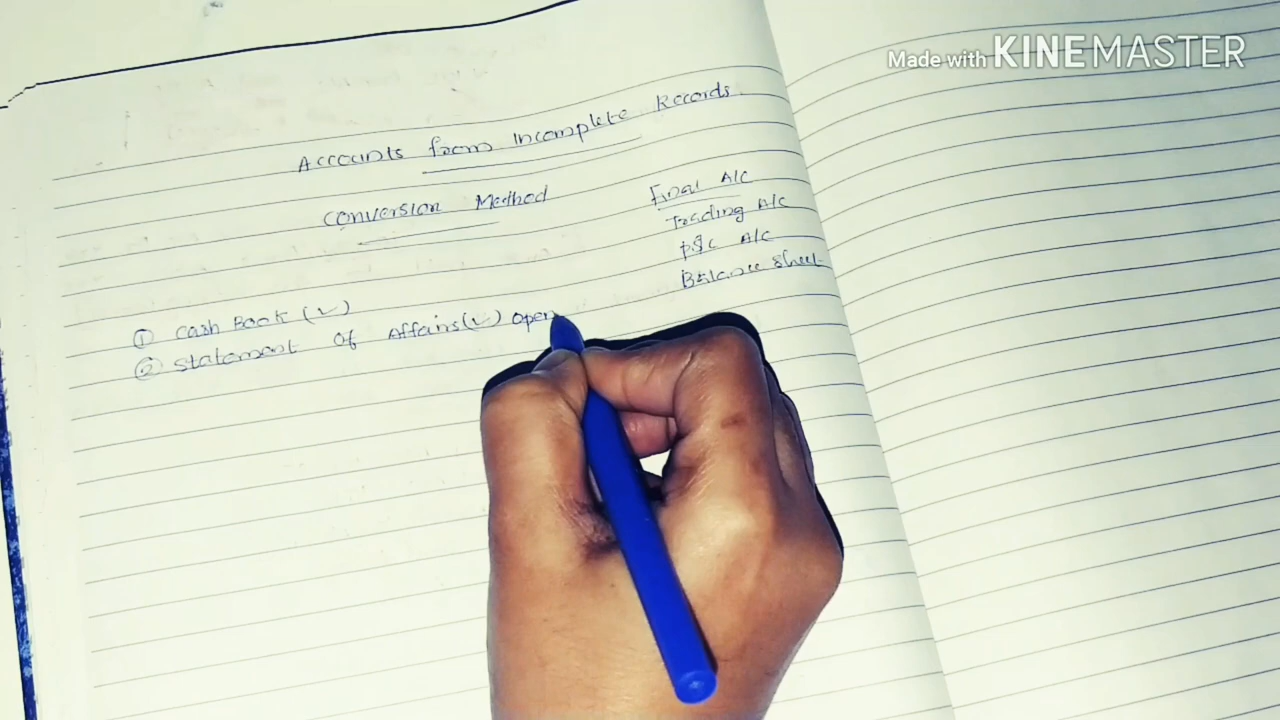 Made with KINEMASTER
Accounts from Incomplete Records
Conversion Method
Final A/c
Trading A/c
P&L A/c
Balance Sheet
① Cash Book (✓)
② Statement of Affairs (✓) Open